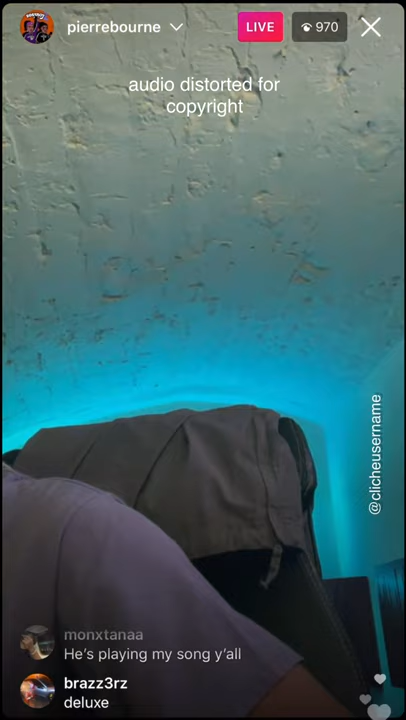 pierrebourne
LIVE
970
audio distorted for
copyright
@clicheusername
monxtanaa
He's playing my song y'all
brazz3rz
deluxe